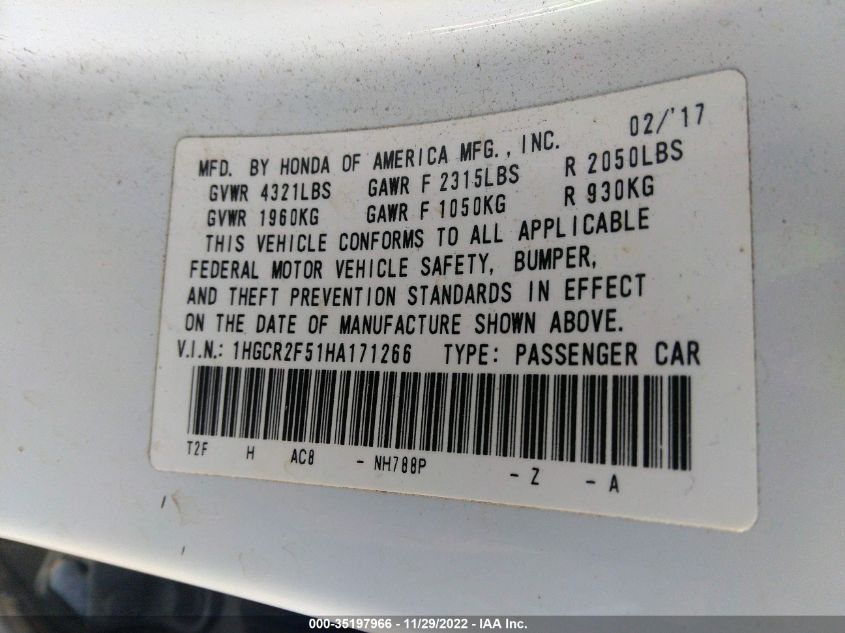 02/'17
MFD. BY HONDA OF AMERICA MFG., INC.
GVWR 4321LBS GAWR F 2315LBS R 2050LBS
GVWR 1960KG GAWR F 1050KG R 930KG
THIS VEHICLE CONFORMS TO ALL APPLICABLE
FEDERAL MOTOR VEHICLE SAFETY, BUMPER,
AND THEFT PREVENTION STANDARDS IN EFFECT
ON THE DATE OF MANUFACTURE SHOWN ABOVE.
V.I.N.: 1HGCR2F51HA171266 TYPE: PASSENGER CAR
T2F H AC8 - NH788P - Z - A
000-35197966 - 11/29/2022 - IAA Inc.